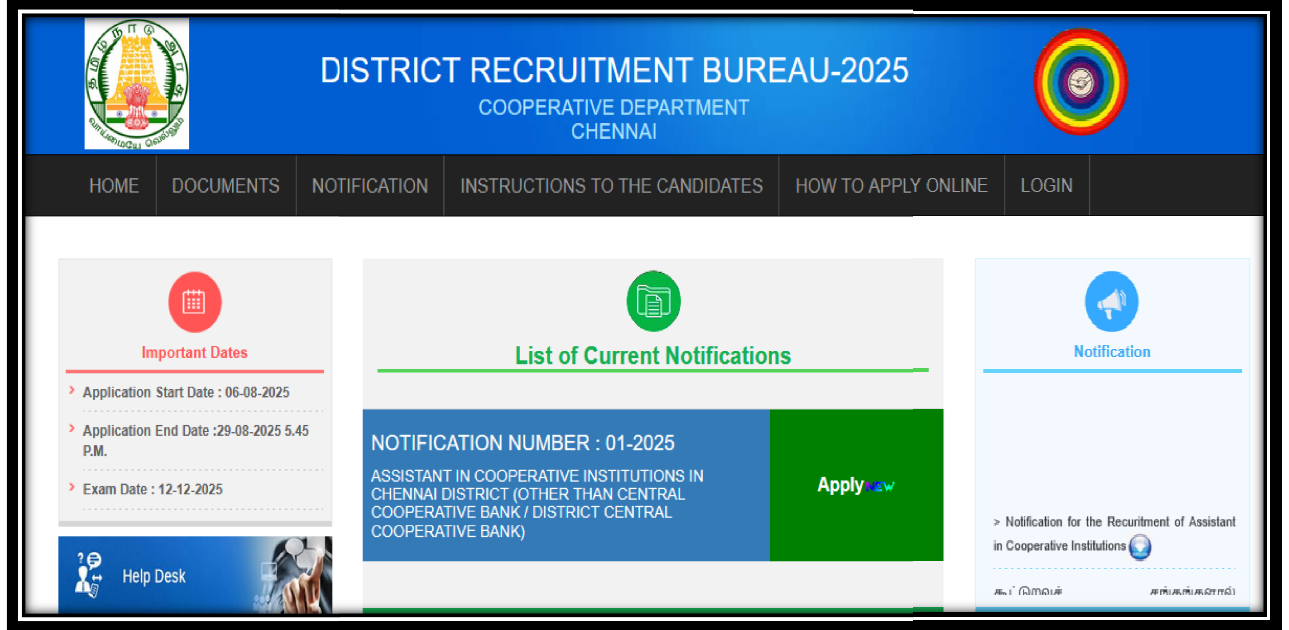 தமிழ்நாடு அரசு
வாய்மையே வெல்லும்
DISTRICT RECRUITMENT BUREAU-2025
COOPERATIVE DEPARTMENT
CHENNAI
HOME DOCUMENTS NOTIFICATION INSTRUCTIONS TO THE CANDIDATES HOW TO APPLY ONLINE LOGIN
Important Dates
Application Start Date : 06-08-2025
Application End Date :29-08-2025 5.45
P.M.
Exam Date : 12-12-2025
Help Desk
List of Current Notifications
NOTIFICATION NUMBER : 01-2025
ASSISTANT IN COOPERATIVE INSTITUTIONS IN
CHENNAI DISTRICT (OTHER THAN CENTRAL
COOPERATIVE BANK / DISTRICT CENTRAL
COOPERATIVE BANK)
Apply NEW
Notification
> Notification for the Recuritment of Assistant
in Cooperative Institutions